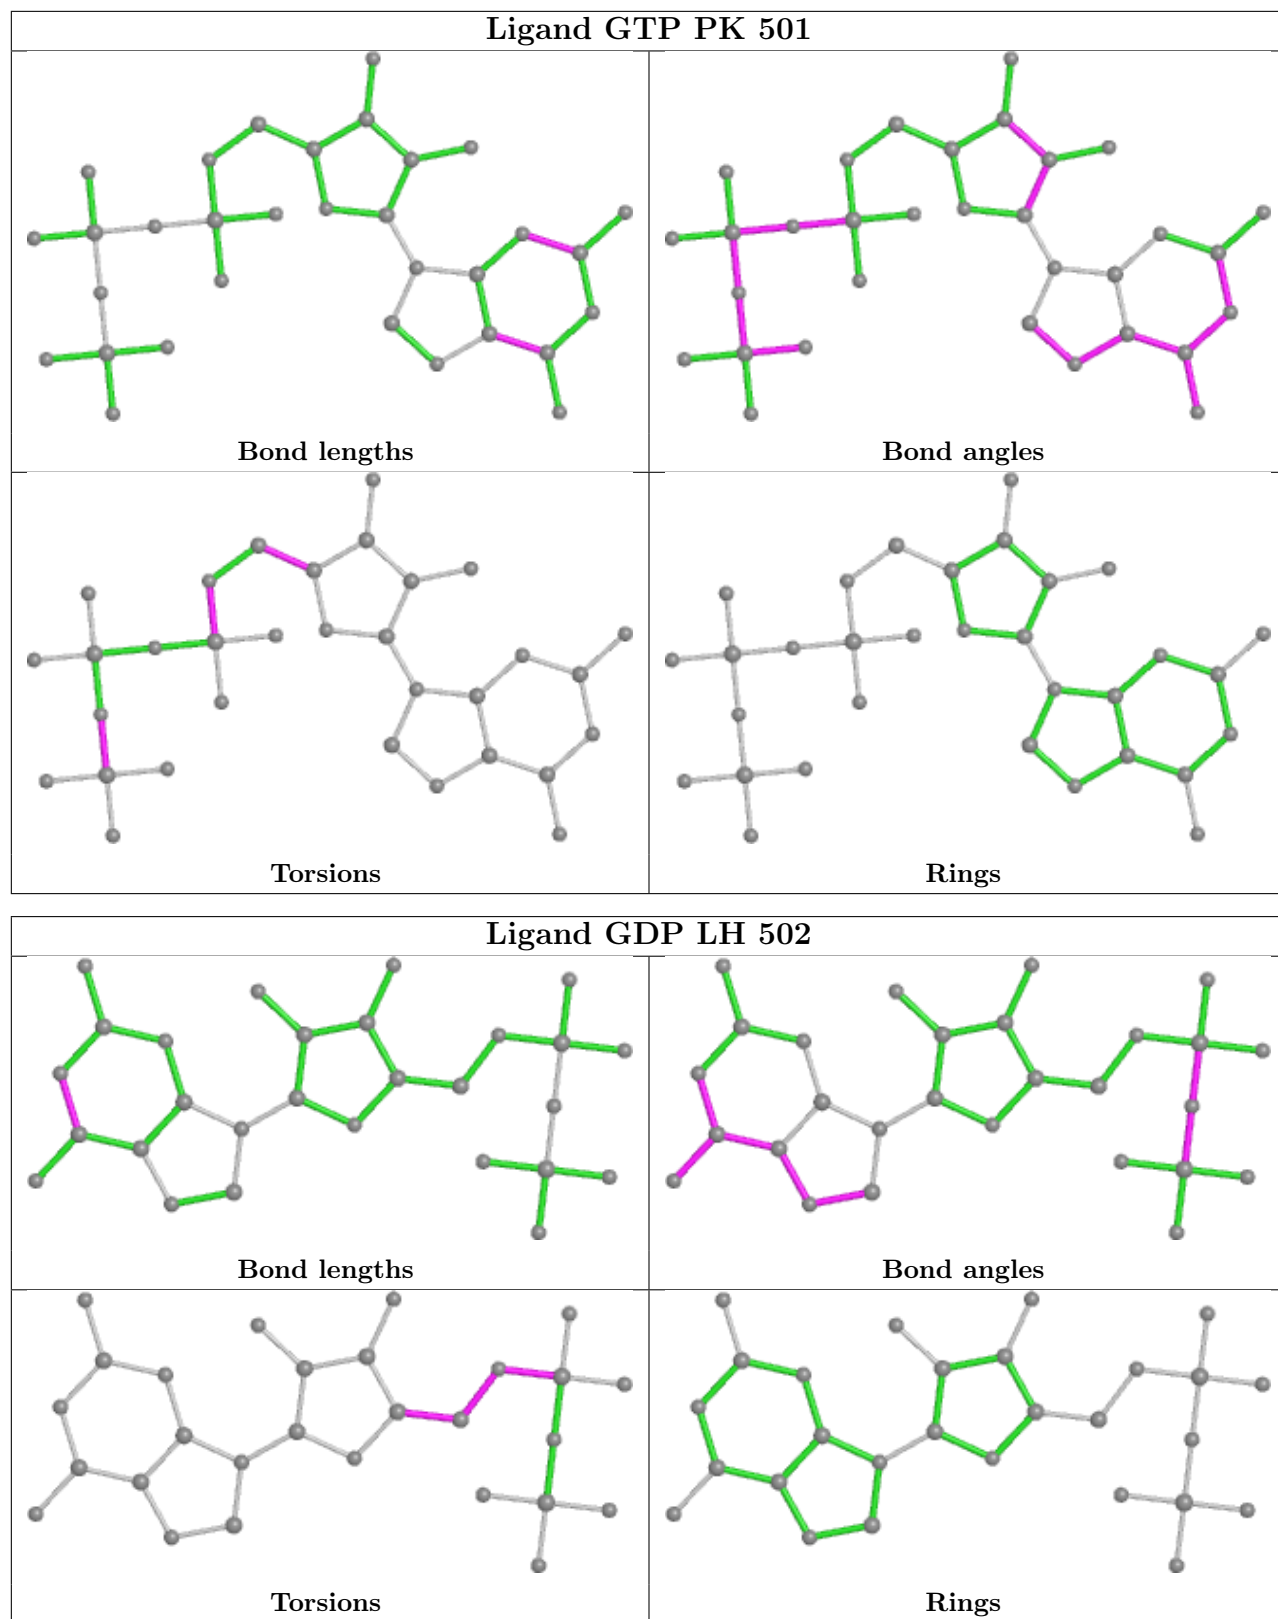 Ligand GTP PK 501
Bond lengths
Bond angles
Torsions
Rings
Ligand GDP LH 502
Bond lengths
Bond angles
Torsions
Rings